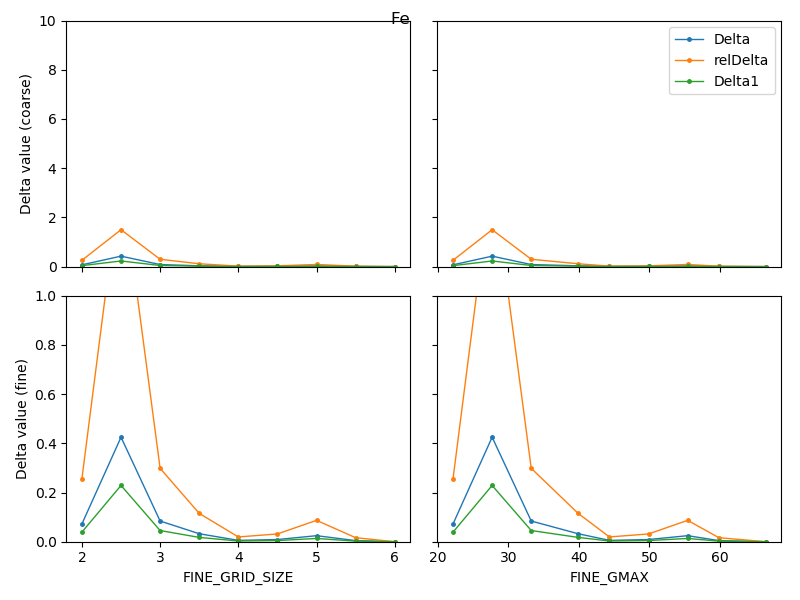 Fe
10
8
6
4
2
0
Delta value (coarse)
Delta
relDelta
Delta1
1.0
0.8
0.6
0.4
0.2
0.0
Delta value (fine)
2 3 4 5 6
FINE_GRID_SIZE
20 30 40 50 60
FINE_GMAX